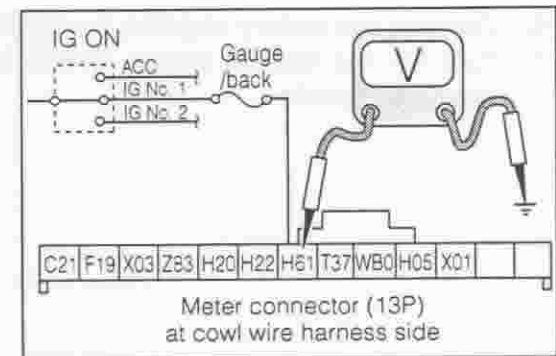 IG ON
ACC
IG No. 1
IG No. 2
Gauge
/back
V
C21 F19 X03 Z83 H20 H22 H61 T37 WB0 H05 X01
Meter connector (13P)
at cowl wire harness side